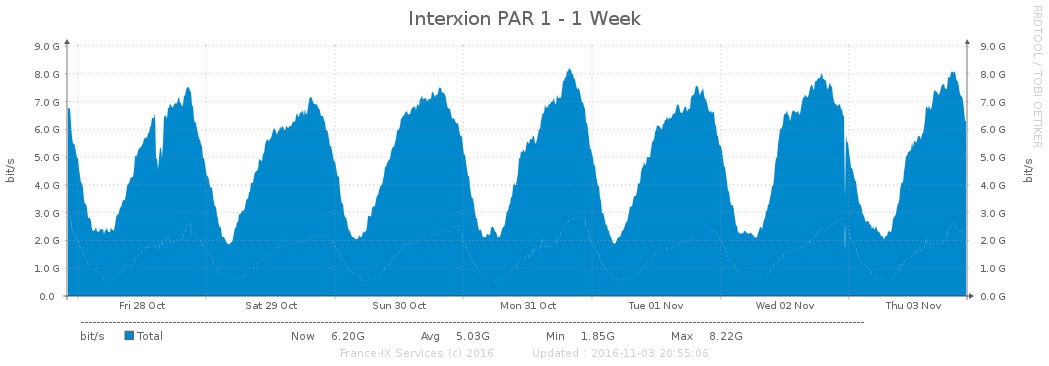 Interxion PAR 1 - 1 Week
RRDTOOL / TOBI OETIKER
9.0 G 9.0 G
8.0 G 8.0 G
7.0 G 7.0 G
6.0 G 6.0 G
5.0 G 5.0 G
4.0 G 4.0 G
3.0 G 3.0 G
2.0 G 2.0 G
1.0 G 1.0 G
0.0 0.0 G
bit/s bit/s
Fri 28 Oct Sat 29 Oct Sun 30 Oct Mon 31 Oct Tue 01 Nov Wed 02 Nov Thu 03 Nov
bit/s Total Now 6.20G Avg 5.03G Min 1.85G Max 8.22G
France-IX Services (c) 2016 Updated : 2016-11-03 20:55:06